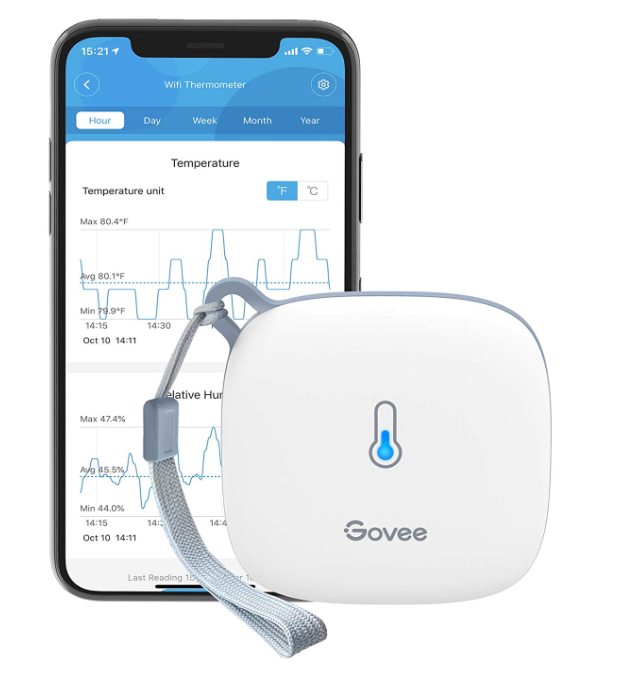 15:21
Wifi Thermometer
Hour Day Week Month Year
Temperature
Temperature unit °F °C
Max 80.4°F
Avg 80.1°F
Min 79.9°F
14:15 14:30
Oct 10 14:11
Max 47.4%
Avg 45.5%
Min 44.0%
14:15
Oct 10 14:11
Last Reading
Govee